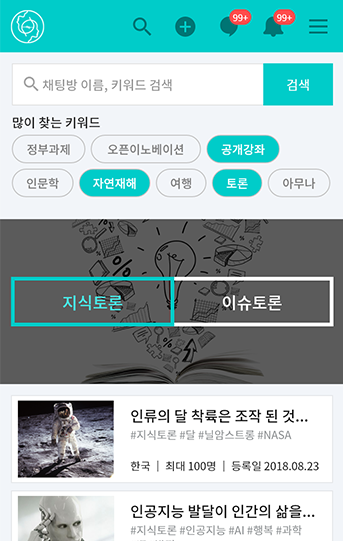 99+
99+
채팅방 이름, 키워드 검색
검색
많이 찾는 키워드
정부과제
오픈이노베이션
공개강좌
인문학
자연재해
여행
토론
아무나
지식토론
이슈토론
인류의 달 착륙은 조작 된 것...
#지식토론 #달 #닐암스트롱 #NASA
한국 | 최대 100명 | 등록일 2018.08.23
인공지능 발달이 인간의 삶을...
#지식토론 #인공지능 #AI #행복 #과학